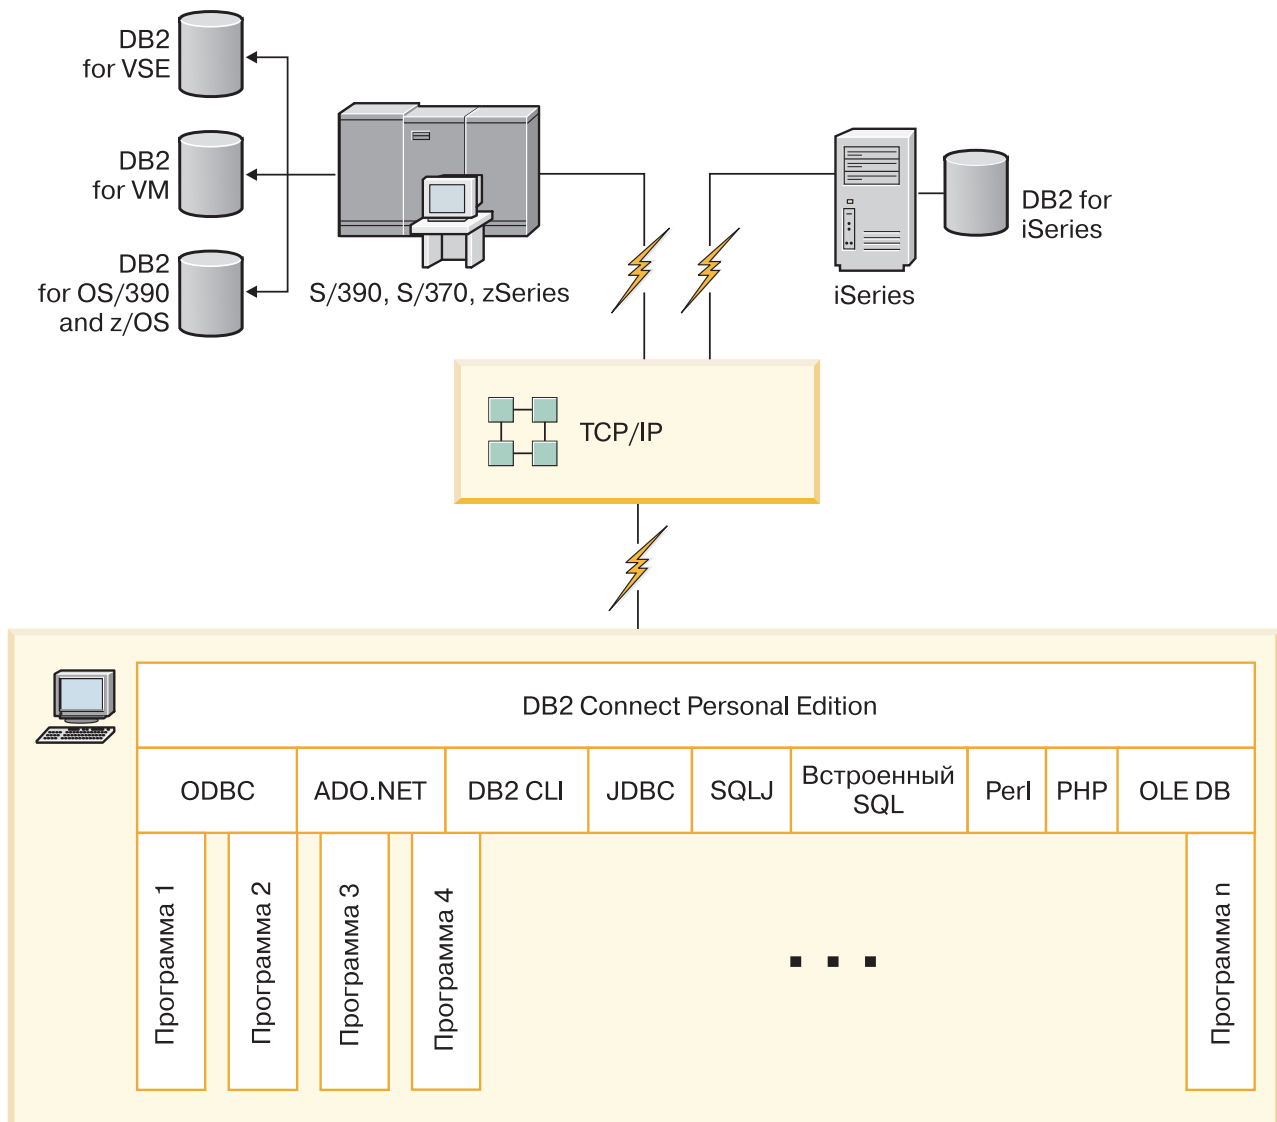 DB2
for VSE
DB2
for VM
DB2
for OS/390
and z/OS
S/390, S/370, zSeries
iSeries
DB2 for
iSeries
TCP/IP
DB2 Connect Personal Edition
ODBC
ADO.NET
DB2 CLI
JDBC
SQLJ
Встроенный
SQL
Perl
PHP
OLE DB
Программа 1
Программа 2
Программа 3
Программа 4
. . .
Программа n